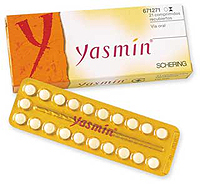 671271
Yasmin®
21 comprimidos
recubiertos
Vía oral
SCHERING
Yasmin®